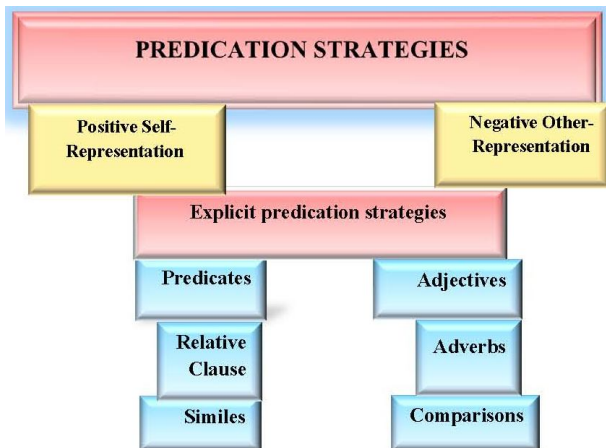 PREDICATION STRATEGIES
Positive Self-
Representation
Negative Other-
Representation
Explicit predication strategies
Predicates
Adjectives
Relative
Clause
Adverbs
Similes
Comparisons